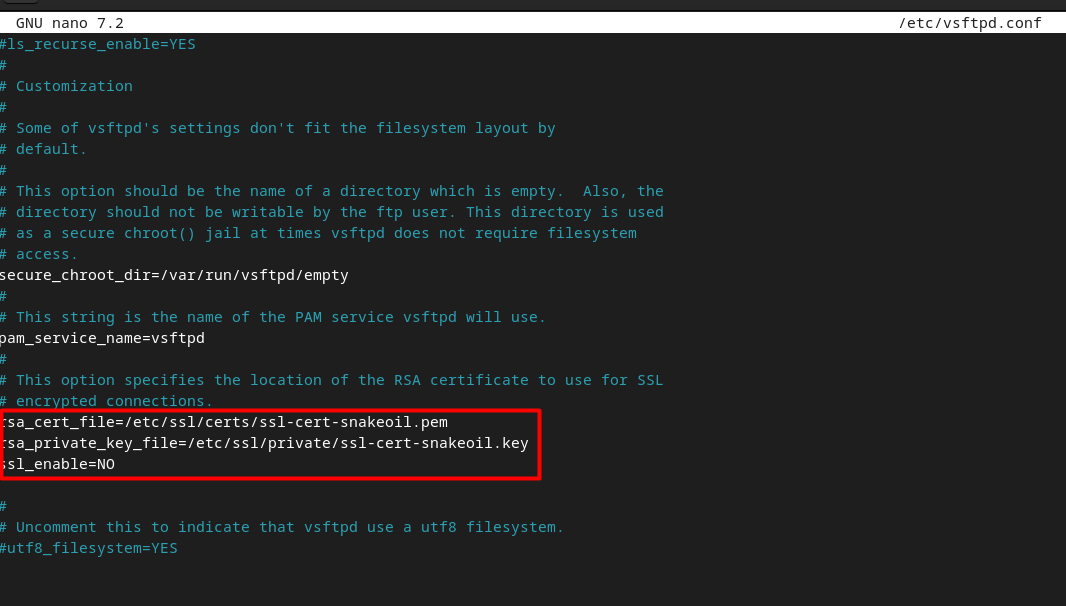 GNU nano 7.2 /etc/vsftpd.conf
#ls_recurse_enable=YES
#
# Customization
#
# Some of vsftpd's settings don't fit the filesystem layout by
# default.
#
# This option should be the name of a directory which is empty.  Also, the
# directory should not be writable by the ftp user. This directory is used
# as a secure chroot() jail at times vsftpd does not require filesystem
# access.
secure_chroot_dir=/var/run/vsftpd/empty
#
# This string is the name of the PAM service vsftpd will use.
pam_service_name=vsftpd
#
# This option specifies the location of the RSA certificate to use for SSL
# encrypted connections.
rsa_cert_file=/etc/ssl/certs/ssl-cert-snakeoil.pem
rsa_private_key_file=/etc/ssl/private/ssl-cert-snakeoil.key
ssl_enable=NO
#
# Uncomment this to indicate that vsftpd use a utf8 filesystem.
#utf8_filesystem=YES